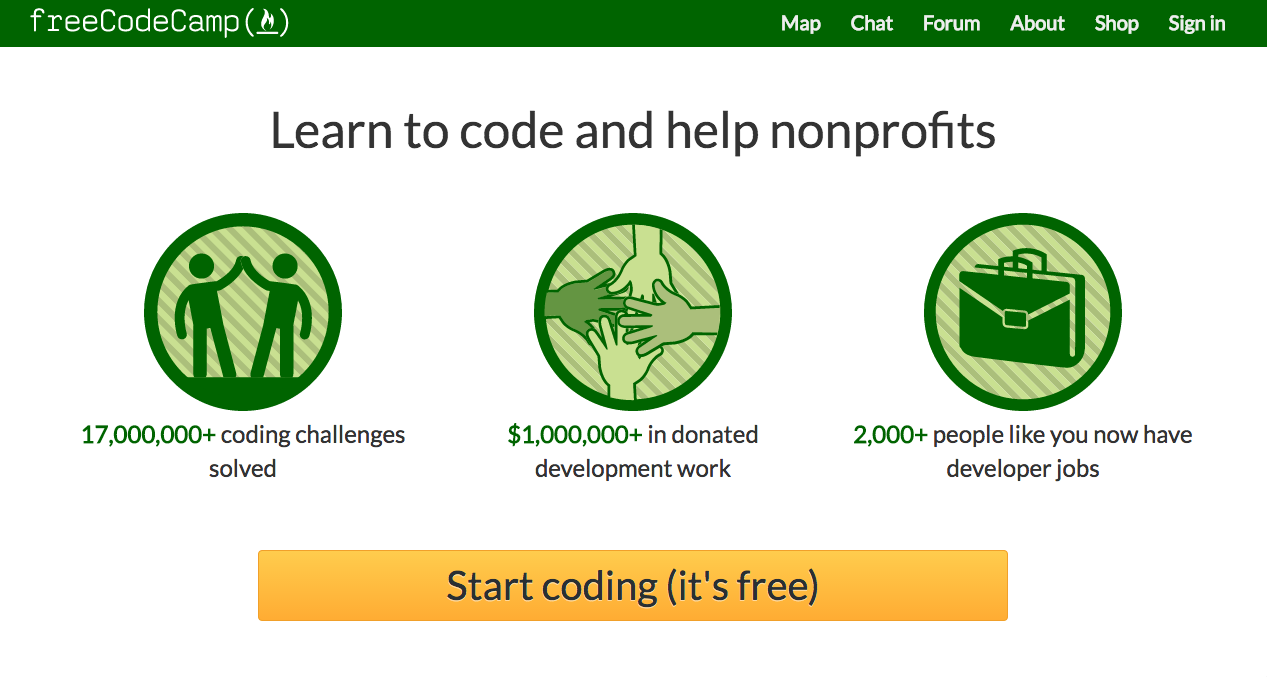 freeCodeCamp(🔥)
Map Chat Forum About Shop Sign in
Learn to code and help nonprofits
17,000,000+ coding challenges
solved
$1,000,000+ in donated
development work
2,000+ people like you now have
developer jobs
Start coding (it's free)